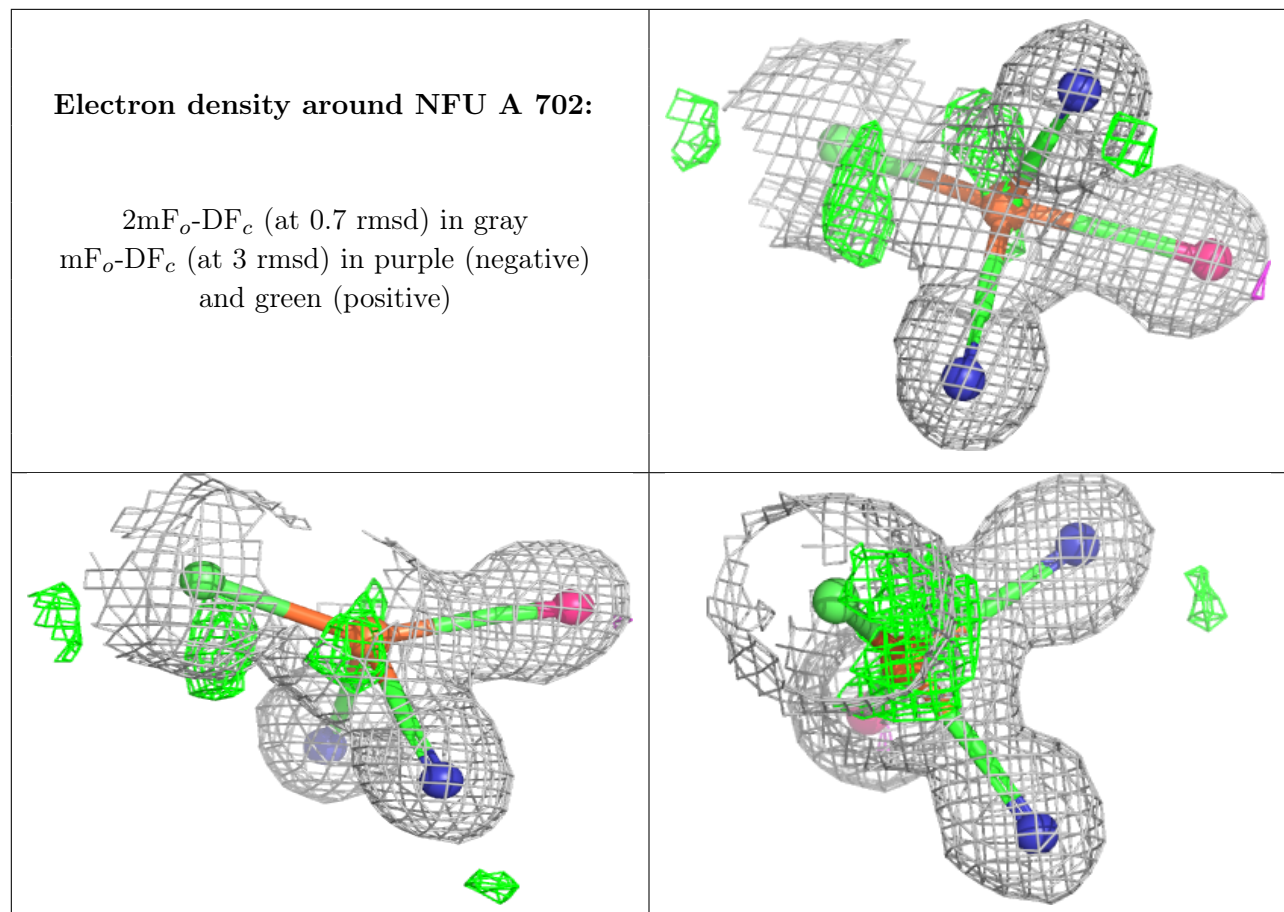 Electron density around NFU A 702:
2mFo-DFc (at 0.7 rmsd) in gray
mFo-DFc (at 3 rmsd) in purple (negative)
and green (positive)